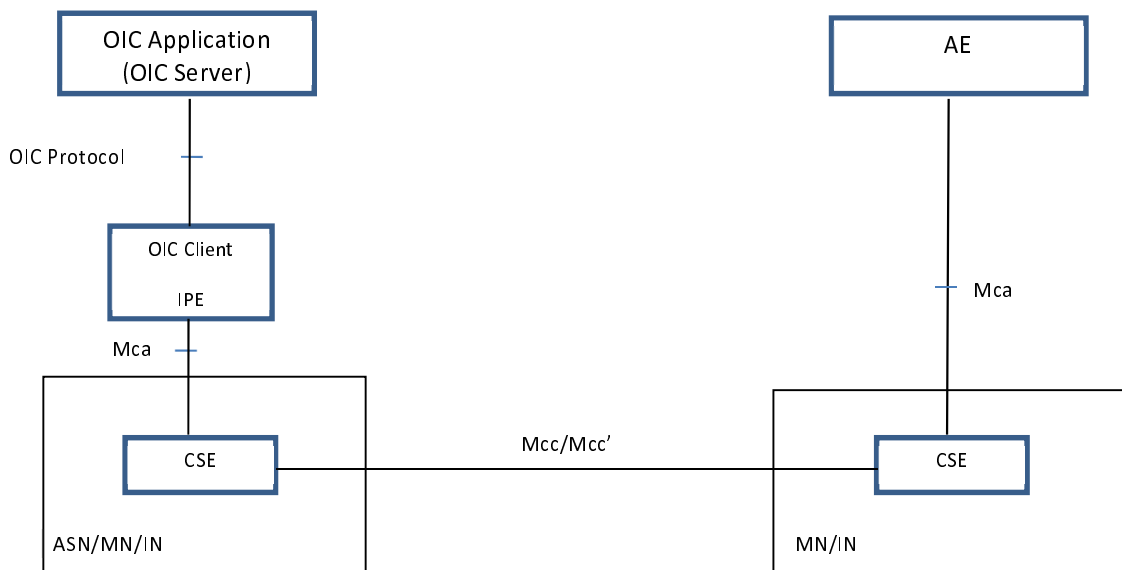 OIC Application
(OIC Server)
AE
OIC Protocol
OIC Client
IPE
Mca
Mca
CSE
Mcc/Mcc’
CSE
ASN/MN/IN
MN/IN